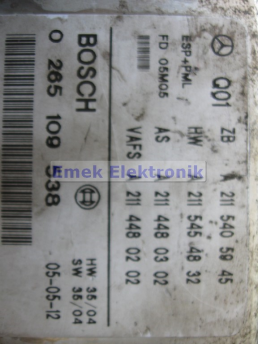 Q01 ZB A 211 540 59 45
ESP+PML HW A 211 545 48 32
FD 05M05 AS A 211 448 03 02
VAFS A 211 448 02 02
Emek Elektronik
BOSCH
0 265 109 538
HW 35/04
SW 35/04
05-05-12